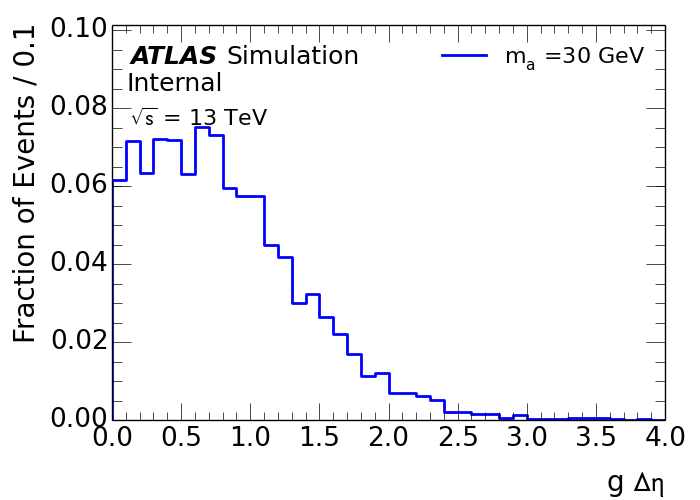 0.10
0.08
0.06
0.04
0.02
0.00
Fraction of Events / 0.1
ATLAS Simulation
Internal
√s = 13 TeV
m_a =30 GeV
0.0 0.5 1.0 1.5 2.0 2.5 3.0 3.5 4.0
g Δη